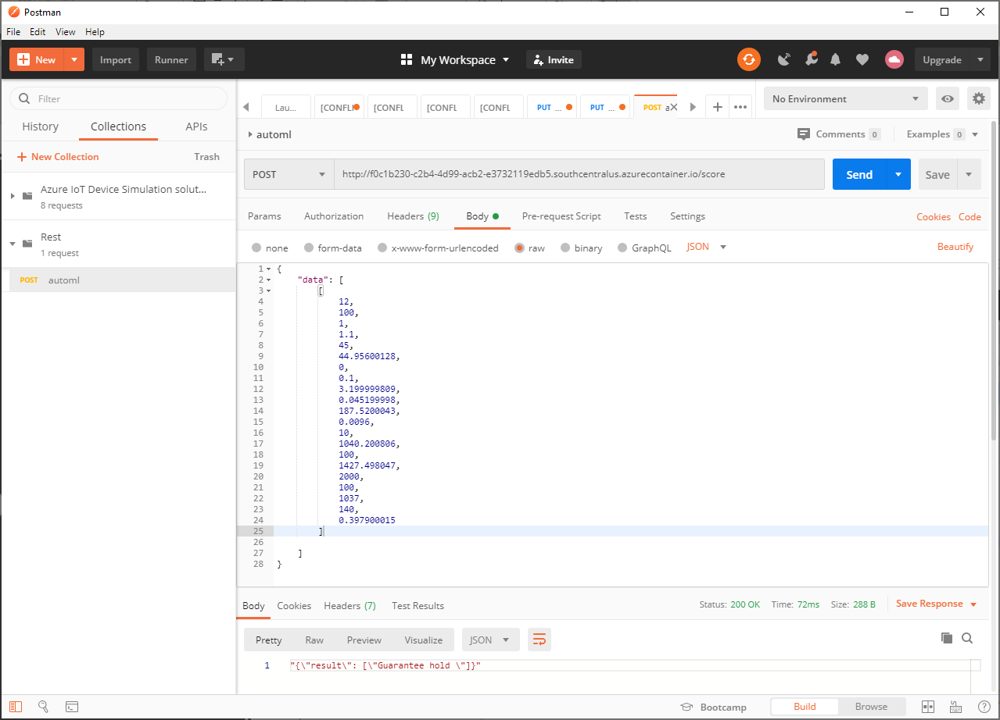 Postman
File Edit View Help
New Import Runner My Workspace Invite Upgrade
Filter
History Collections APIs
New Collection Trash
Azure IoT Device Simulation solut...
8 requests
Rest
1 request
POST automl
Lau... [CONFLI [CONFL [CONFL [CONFL PUT ... PUT ... POST a No Environment
automl Comments 0 Examples 0
POST http://f0c1b230-c2b4-4d99-acb2-e3732119edb5.southcentralus.azurecontainer.io/score Send Save
Params Authorization Headers (9) Body Pre-request Script Tests Settings Cookies Code
none form-data x-www-form-urlencoded raw binary GraphQL JSON Beautify
1 {
2 "data": [
3 [
4 12,
5 100,
6 1,
7 1.1,
8 45,
9 44.95600128,
10 0,
11 0.1,
12 3.199999809,
13 0.045199998,
14 187.5200043,
15 0.0096,
16 10,
17 1040.200806,
18 100,
19 1427.498047,
20 2000,
21 100,
22 1037,
23 140,
24 0.397900015
25 ]
26
27 ]
28 }
Body Cookies Headers (7) Test Results Status: 200 OK Time: 72ms Size: 288 B Save Response
Pretty Raw Preview Visualize JSON
1 "{\"result\": [\"Guarantee hold \"]}"
Bootcamp Build Browse